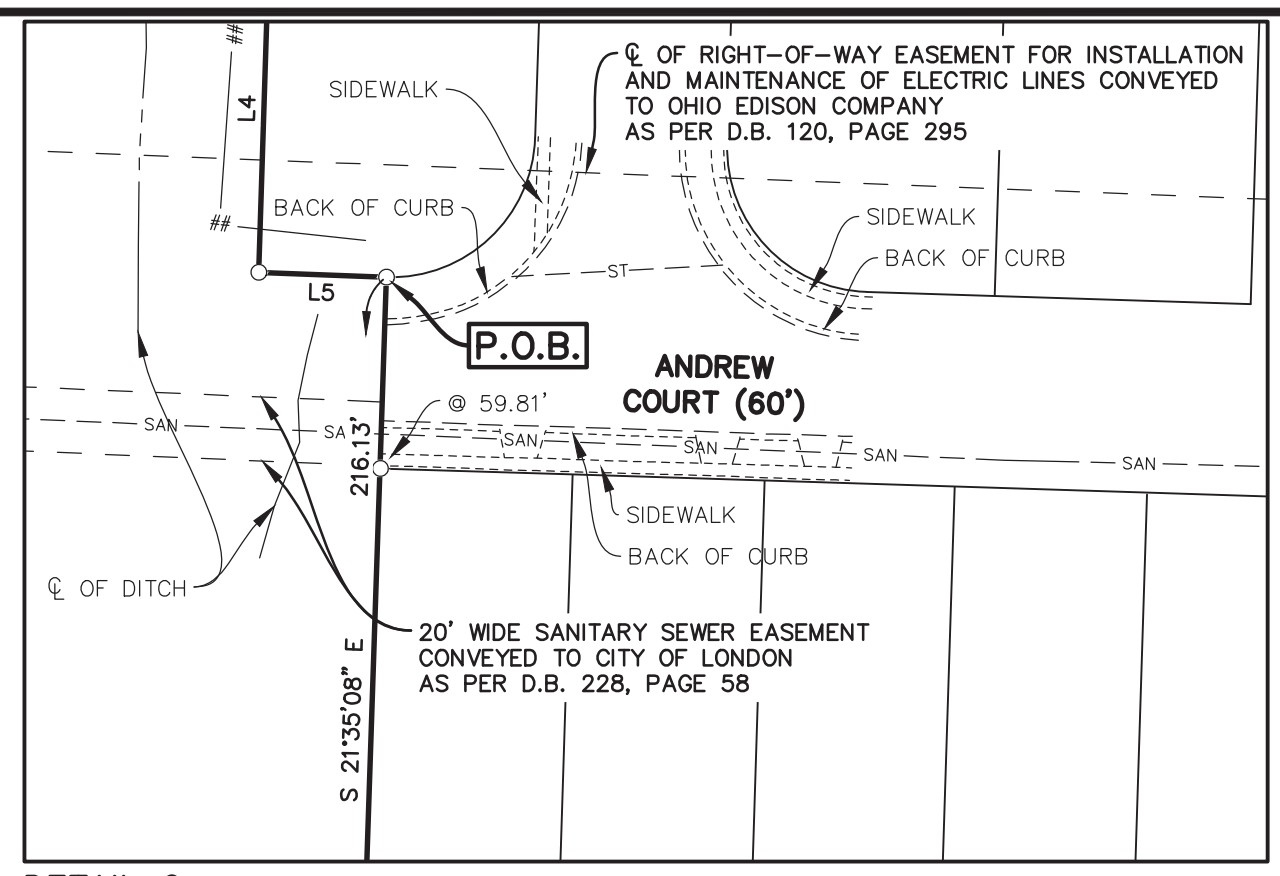 ##
℄ OF RIGHT-OF-WAY EASEMENT FOR INSTALLATION
AND MAINTENANCE OF ELECTRIC LINES CONVEYED
TO OHIO EDISON COMPANY
AS PER D.B. 120, PAGE 295
SIDEWALK
L4
BACK OF CURB
##
SIDEWALK
BACK OF CURB
ST
L5
P.O.B.
ANDREW
COURT (60')
@ 59.81'
SAN
SA
SAN
SAN
SAN
SAN
216.13'
SIDEWALK
BACK OF CURB
℄ OF DITCH
20' WIDE SANITARY SEWER EASEMENT
CONVEYED TO CITY OF LONDON
AS PER D.B. 228, PAGE 58
S 21°35'08" E